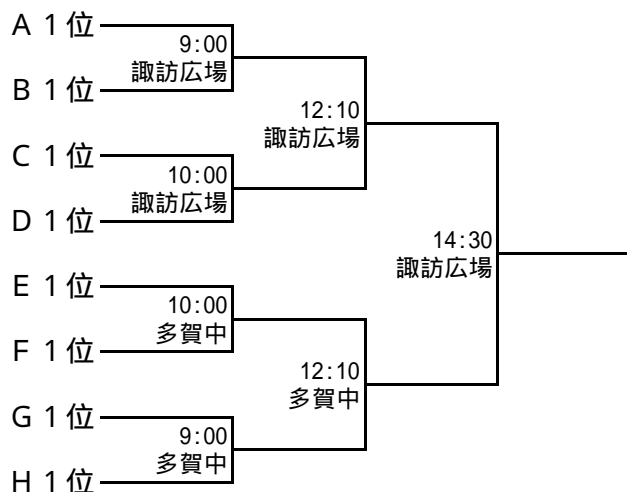 A 1位
9:00
諏訪広場
B 1位
12:10
諏訪広場
C 1位
10:00
諏訪広場
D 1位
14:30
諏訪広場
E 1位
10:00
多賀中
F 1位
12:10
多賀中
G 1位
9:00
多賀中
H 1位